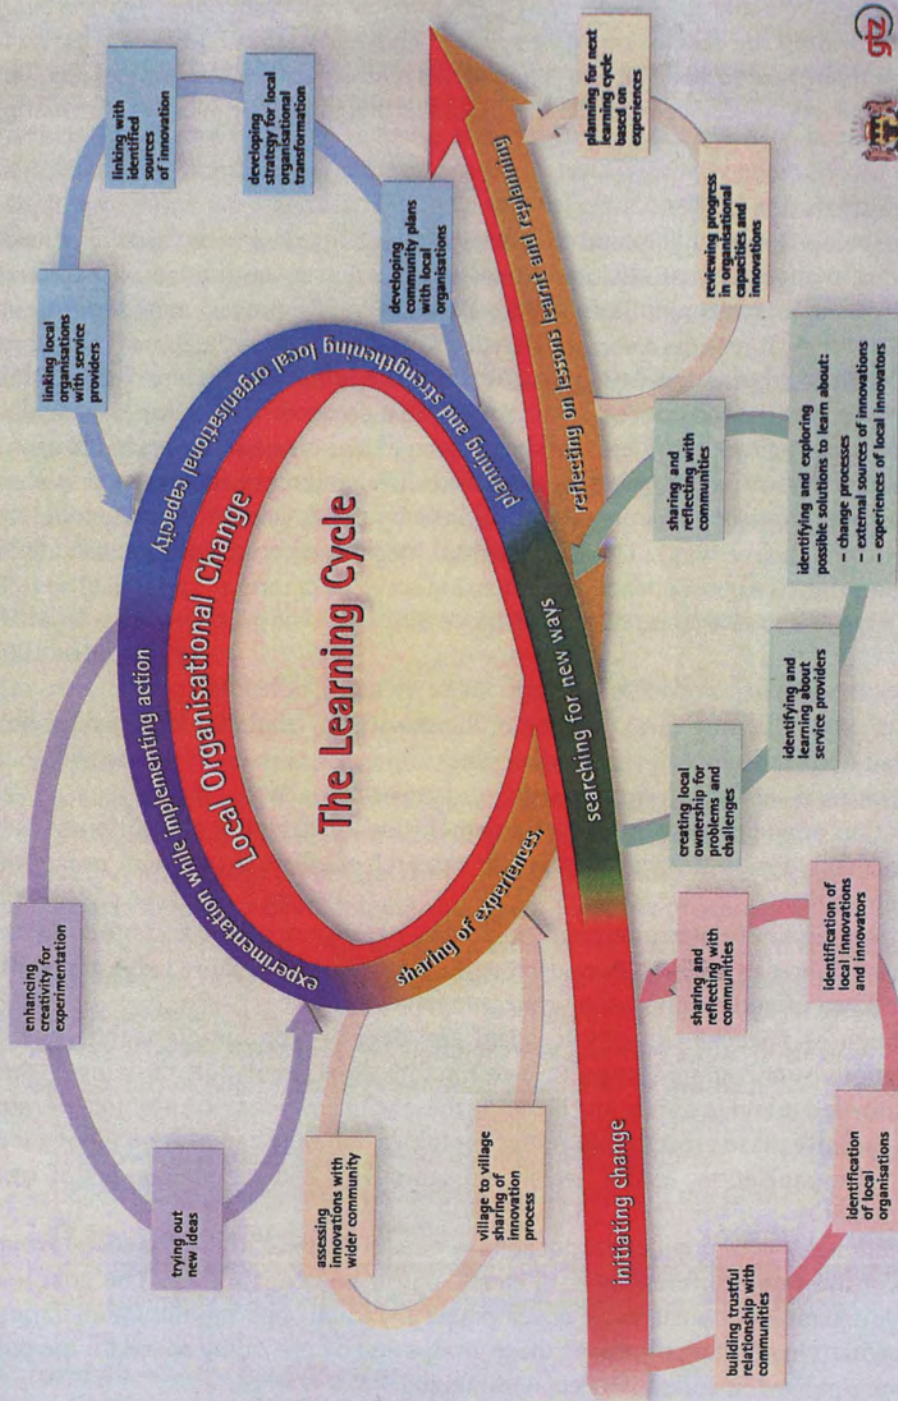 The Learning Cycle
Local Organisational Change
initiating change
building trustful
relationship with
communities
identification
of local
organisations
identification of
local innovations
and innovators
sharing and
reflecting with
communities
searching for new ways
creating local
ownership for
problems and
challenges
identifying and
learning about
service providers
identifying and exploring
possible solutions to learn about:
– change processes
– external sources of innovations
– experiences of local innovators
sharing and
reflecting with
communities
planning and strengthening local organisational capacity
developing
community plans
with local
organisations
developing
strategy for local
organisational
transformation
linking with
identified
sources
of innovation
linking local
organisations
with service
providers
experimentation while implementing action
enhancing
creativity for
experimentation
trying out
new ideas
sharing of experiences,
assessing
innovations with
wider community
village to village
sharing of
innovation
process
reflecting on lessons learnt and replanning
reviewing progress
in organisational
capacities and
innovations
planning for next
learning cycle
based on
experiences
gtz